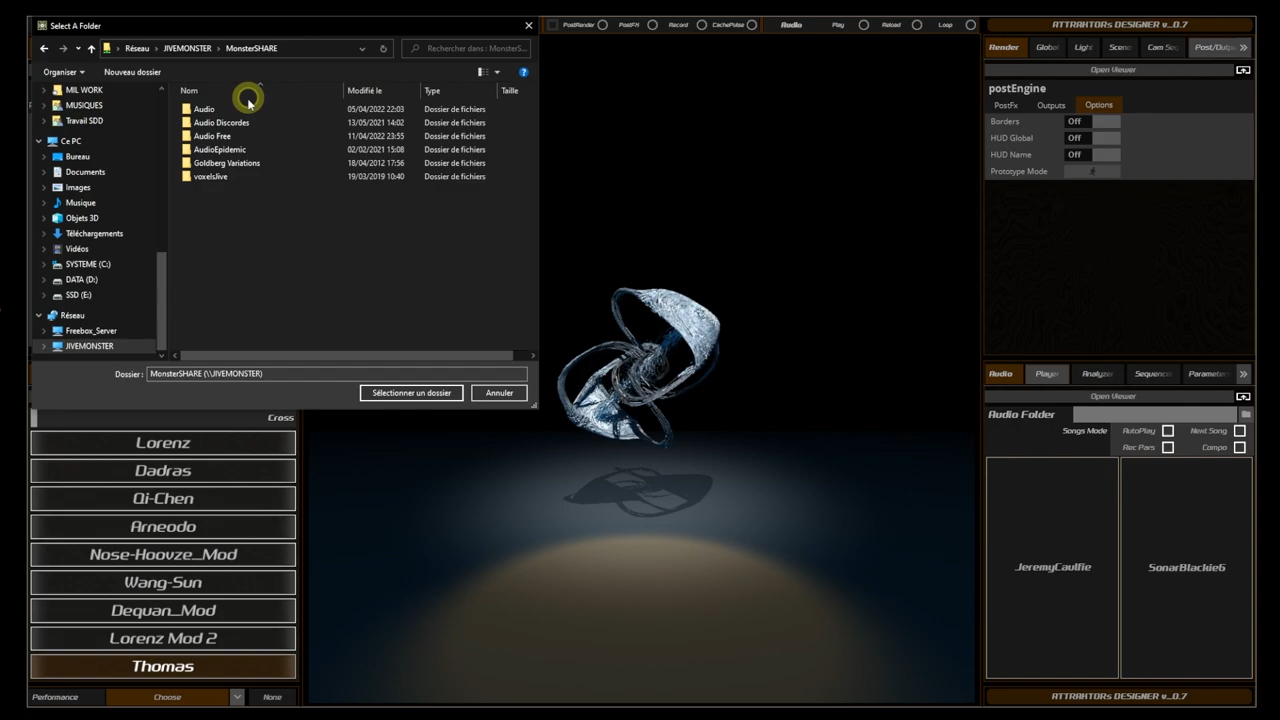 Select A Folder
Réseau › JIVEMONSTER › MonsterSHARE
Rechercher dans : MonsterS...
Organiser
Nouveau dossier
MIL WORK
MUSIQUES
Travail SDD
Ce PC
Bureau
Documents
Images
Musique
Objets 3D
Téléchargements
Vidéos
SYSTEME (C:)
DATA (D:)
SSD (E:)
Réseau
Freebox_Server
JIVEMONSTER
Nom Modifié le Type Taille
Audio 05/04/2022 22:03 Dossier de fichiers
Audio Discordes 13/05/2021 14:02 Dossier de fichiers
Audio Free 11/04/2022 23:55 Dossier de fichiers
AudioEpidemic 02/02/2021 15:08 Dossier de fichiers
Goldberg Variations 18/04/2012 17:56 Dossier de fichiers
voxelsJive 19/03/2019 10:40 Dossier de fichiers
Dossier : MonsterSHARE (\\JIVEMONSTER)
Sélectionner un dossier Annuler
Cross
Lorenz
Dadras
Qi-Chen
Arneodo
Nose-Hoovze_Mod
Wang-Sun
Dequan_Mod
Lorenz Mod 2
Thomas
Performance Choose None
PostRender PostFX Record CachePulse Audio Play Reload Loop
ATTRAKTORs DESIGNER v_0.7
Render Global Light Scene Cam Seq Post/Outp
Open Viewer
postEngine
PostFx Outputs Options
Borders Off
HUD Global Off
HUD Name Off
Prototype Mode
Audio Player Analyzer Sequenc Paramete
Open Viewer
Audio Folder
Songs Mode AutoPlay Next Song
Rec Pars Compo
JeremyCaulfie SonarBlackie6
ATTRAKTORs DESIGNER v_0.7